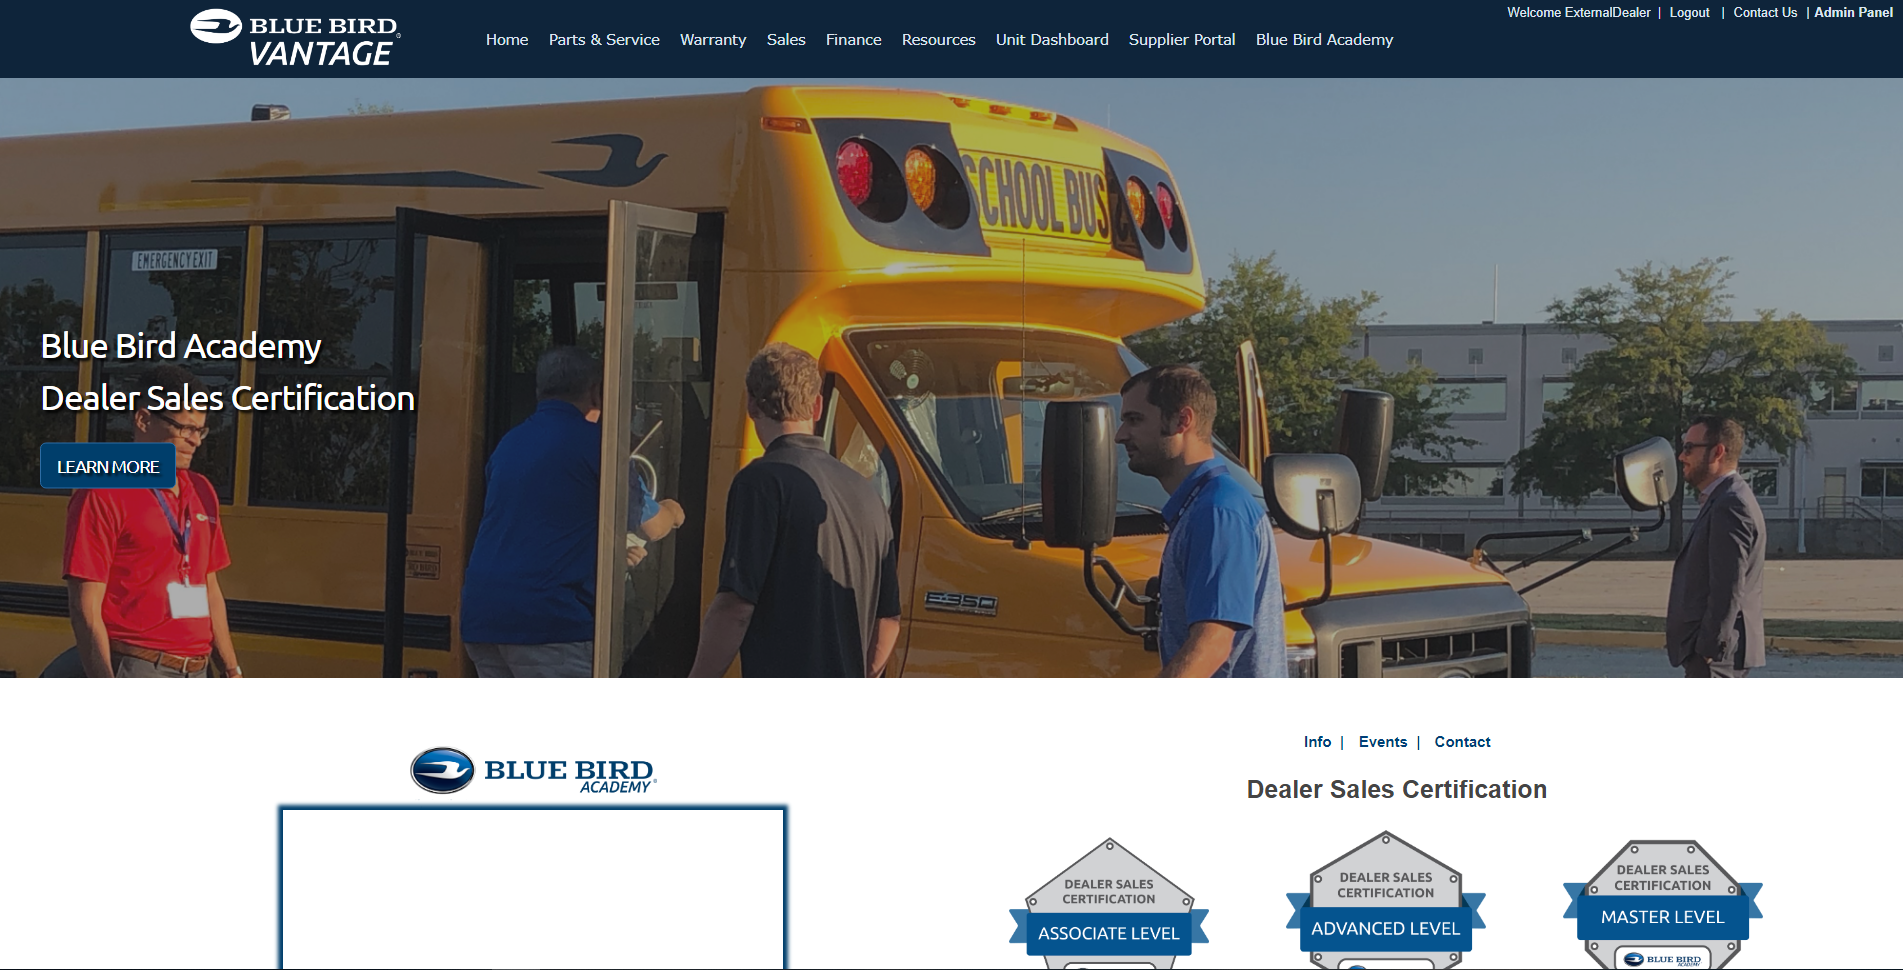 BLUE BIRD
VANTAGE
Welcome ExternalDealer | Logout | Contact Us | Admin Panel
Home Parts & Service Warranty Sales Finance Resources Unit Dashboard Supplier Portal Blue Bird Academy
SCHOOL BUS
EMERGENCY EXIT
Blue Bird Academy
Dealer Sales Certification
LEARN MORE
E350
BLUE BIRD
ACADEMY
Info | Events | Contact
Dealer Sales Certification
DEALER SALES
CERTIFICATION
ASSOCIATE LEVEL
DEALER SALES
CERTIFICATION
ADVANCED LEVEL
DEALER SALES
CERTIFICATION
MASTER LEVEL
BLUE BIRD
ACADEMY